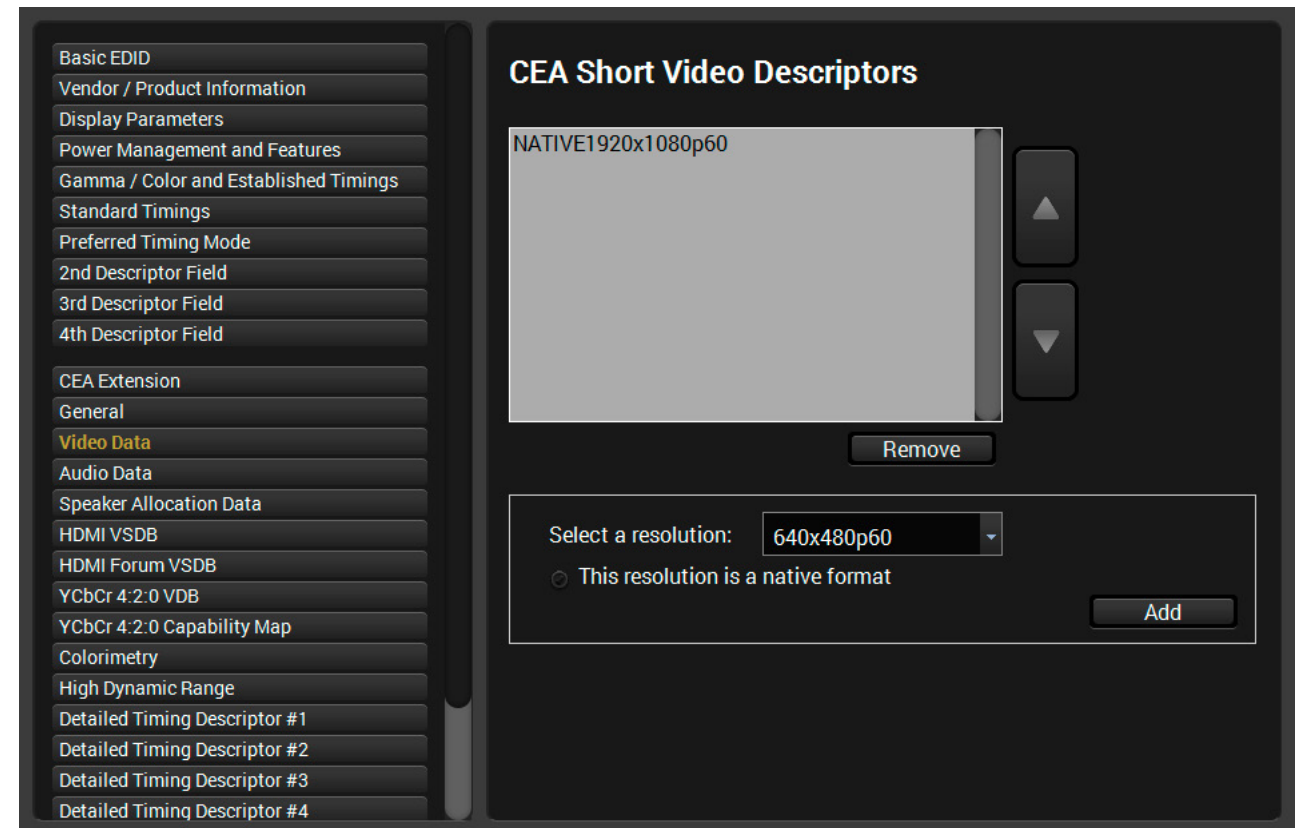 Basic EDID
Vendor / Product Information
Display Parameters
Power Management and Features
Gamma / Color and Established Timings
Standard Timings
Preferred Timing Mode
2nd Descriptor Field
3rd Descriptor Field
4th Descriptor Field
CEA Extension
General
Video Data
Audio Data
Speaker Allocation Data
HDMI VSDB
HDMI Forum VSDB
YCbCr 4:2:0 VDB
YCbCr 4:2:0 Capability Map
Colorimetry
High Dynamic Range
Detailed Timing Descriptor #1
Detailed Timing Descriptor #2
Detailed Timing Descriptor #3
Detailed Timing Descriptor #4
CEA Short Video Descriptors
NATIVE1920x1080p60
Remove
Select a resolution: 640x480p60
This resolution is a native format
Add